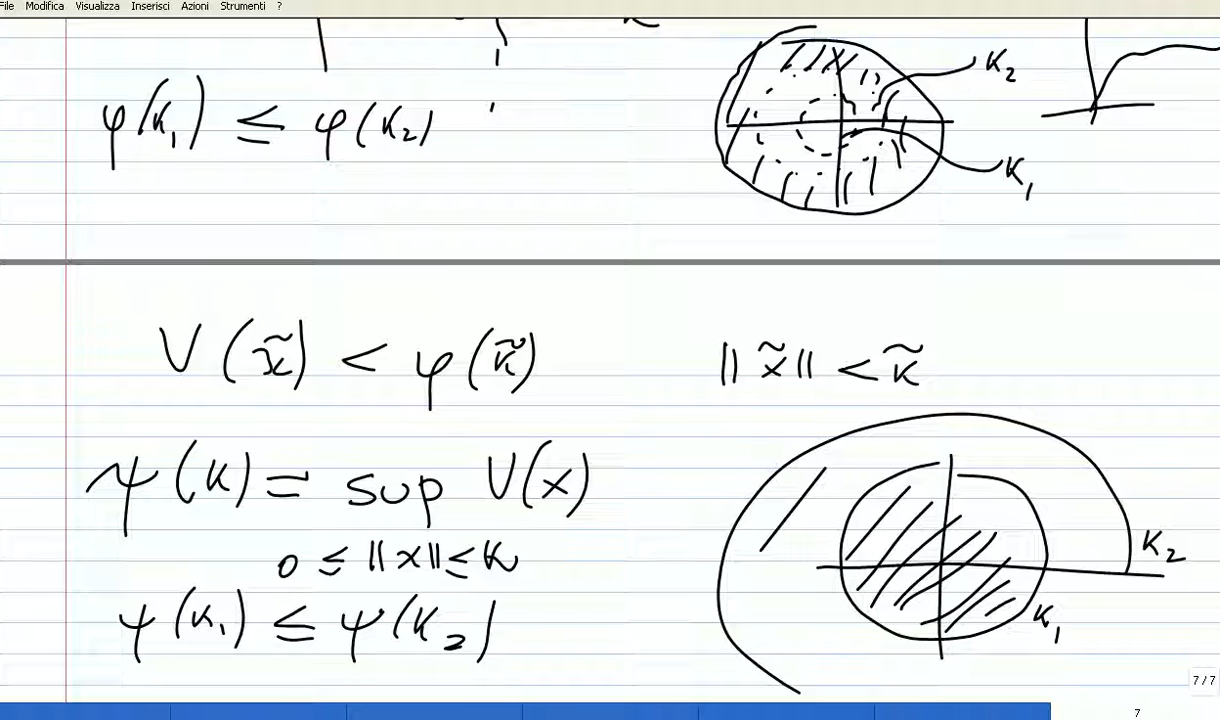 File Modifica Visualizza Inserisci Azioni Strumenti ?
φ(K₁) ≤ φ(K₂)
K₂
K₁
V(x̃) < φ(k̃) ‖x̃‖ < k̃
ψ(k) = sup V(x)
0 ≤ ‖x‖ ≤ k
ψ(K₁) ≤ ψ(K₂)
K₂
K₁
7/7
7